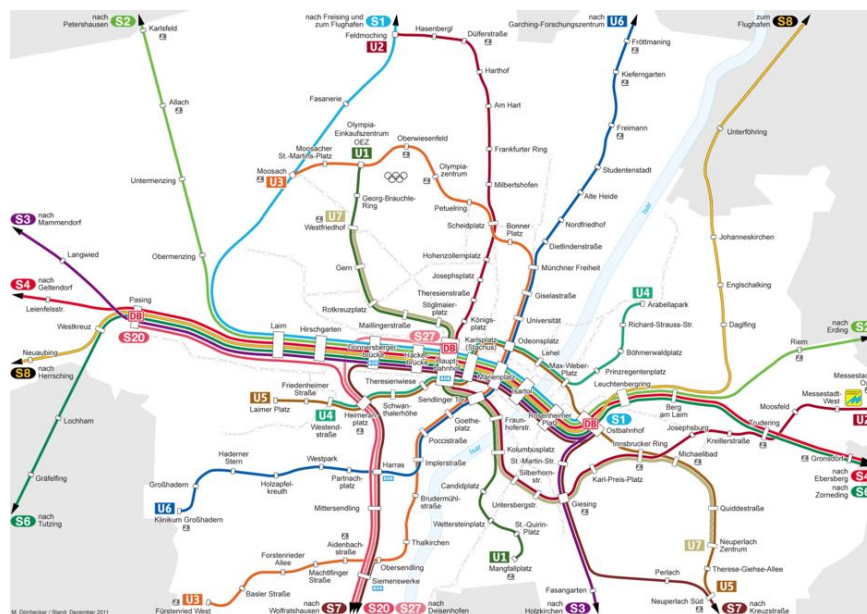 nach
Petershausen
S2
Karlsfeld
Allach
Untermenzing
Obermenzing
nach Freising und
zum Flughafen
S1
Feldmoching
U2
Hasenbergl
Dülferstraße
Harthof
Am Hart
Frankfurter Ring
Milbertshofen
Fasanerie
Olympia-
Einkaufszentrum
OEZ
U1
Moosacher
St.-Martins-Platz
Moosach
U3
Oberwiesenfeld
Olympia-
zentrum
Petuelring
Scheidplatz
Bonner
Platz
Georg-Brauchle-
Ring
U7
Westfriedhof
Gern
Rotkreuzplatz
Maillingerstraße
Stiglmaier-
platz
Hohenzollernplatz
Josephsplatz
Theresienstraße
Königs-
platz
nach
Garching-Forschungszentrum
U6
Fröttmaning
Kieferngarten
Freimann
Studentenstadt
Alte Heide
Nordfriedhof
Dietlindenstraße
Münchner Freiheit
Giselastraße
Universität
Odeonsplatz
Isar
zum
Flughafen
S8
Unterföhring
Johanneskirchen
Englschalking
Daglfing
S3
nach
Mammendorf
Langwied
S4
nach
Geltendorf
Leienfelsstr.
Pasing
DB
S20
Westkreuz
Neuaubing
S8
nach
Herrsching
Lochham
Gräfelfing
S6
nach
Tutzing
Laim
Hirschgarten
Donnersberger-
brücke
Hacker-
brücke
S27
DB
Haupt-
bahnhof
Karlsplatz
(Stachus)
Marienplatz
Isartor
Rosenheimer
Platz
DB
Ostbahnhof
S1
Leuchtenbergring
Berg
am Laim
Riem
nach
Erding
Lehel
Max-Weber-
Platz
Prinzregentenplatz
Böhmerwaldplatz
Richard-Strauss-Str.
Arabellapark
U4
Messestadt-
West
Moosfeld
Trudering
Kreillerstraße
Josephsburg
Innsbrucker Ring
Michaelibad
Gronsdorf
nach
Ebersberg
nach
Zorneding
Friedenheimer
Straße
U5
Laimer Platz
U4
Westend-
straße
Heimeranplatz
Schwan-
thalerhöhe
Theresienwiese
Sendlinger Tor
Goethe-
platz
Poccistraße
Implerstraße
Harras
Partnach-
platz
Westpark
Holzapfel-
kreuth
Haderner
Stern
Großhadern
U6
Klinikum Großhadern
Mittersendling
Brudermühl-
straße
Thalkirchen
Obersendling
Siemenswerke
Aidenbach-
straße
Machtlfinger
Straße
Forstenrieder
Allee
Basler Straße
U3
Fürstenried West
nach
Wolfratshausen
S7
S20
S27
nach
Deisenhofen
Isar
Fraun-
hoferstr.
Kolumbusplatz
Candidplatz
Wettersteinplatz
St.-Quirin-
Platz
U1
Mangfallplatz
Silberhorn-
str.
Untersbergstr.
St.-Martin-Str.
Giesing
Karl-Preis-Platz
Quiddestraße
U7
Neuperlach
Zentrum
Therese-Giehse-Allee
U5
Neuperlach Süd
Perlach
Fasangarten
nach
Holzkirchen
S3
S7
nach
Kreuzstraße
M. Dörrbecker / Stand: Dezember 2011